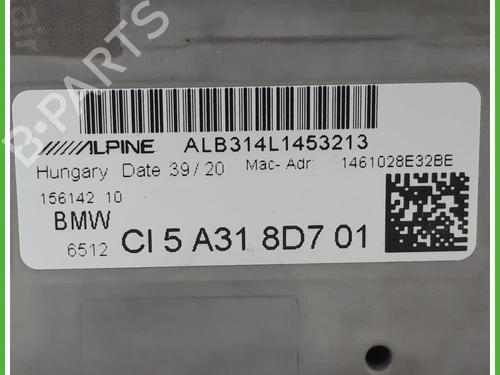 B-PARTS
ALPINE ALB314L1453213
Hungary Date 39/20 Mac-Adr: 1461028E32BE
156142 10
BMW
6512 CI 5 A31 8D7 01